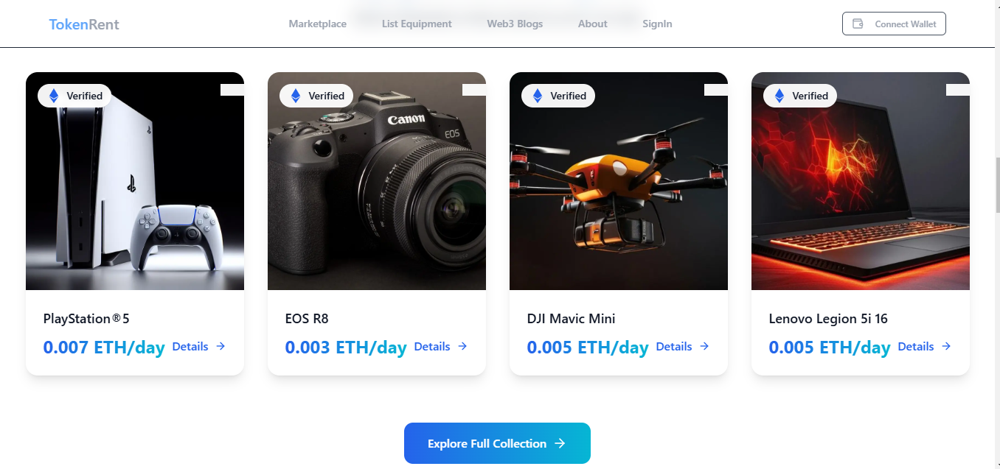 TokenRent
Marketplace
List Equipment
Web3 Blogs
About
SignIn
Connect Wallet
Verified
Verified
Verified
Verified
Canon
EOS
PlayStation®5
EOS R8
DJI Mavic Mini
Lenovo Legion 5i 16
0.007 ETH/day Details →
0.003 ETH/day Details →
0.005 ETH/day Details →
0.005 ETH/day Details →
Explore Full Collection →